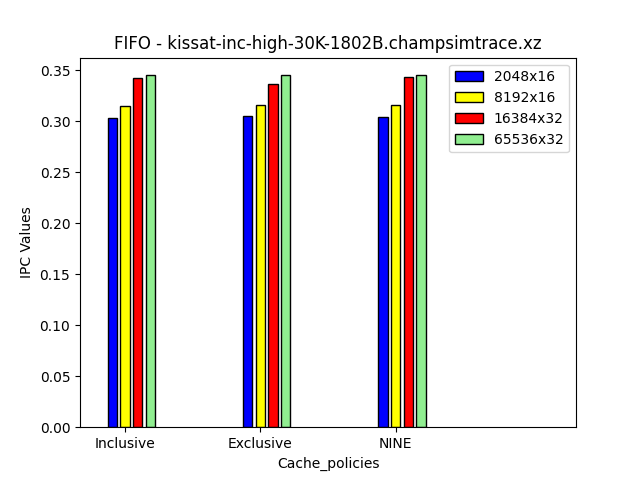 FIFO - kissat-inc-high-30K-1802B.champsimtrace.xz
2048x16
8192x16
16384x32
65536x32
IPC Values
0.35
0.30
0.25
0.20
0.15
0.10
0.05
0.00
Inclusive Exclusive NINE
Cache_policies